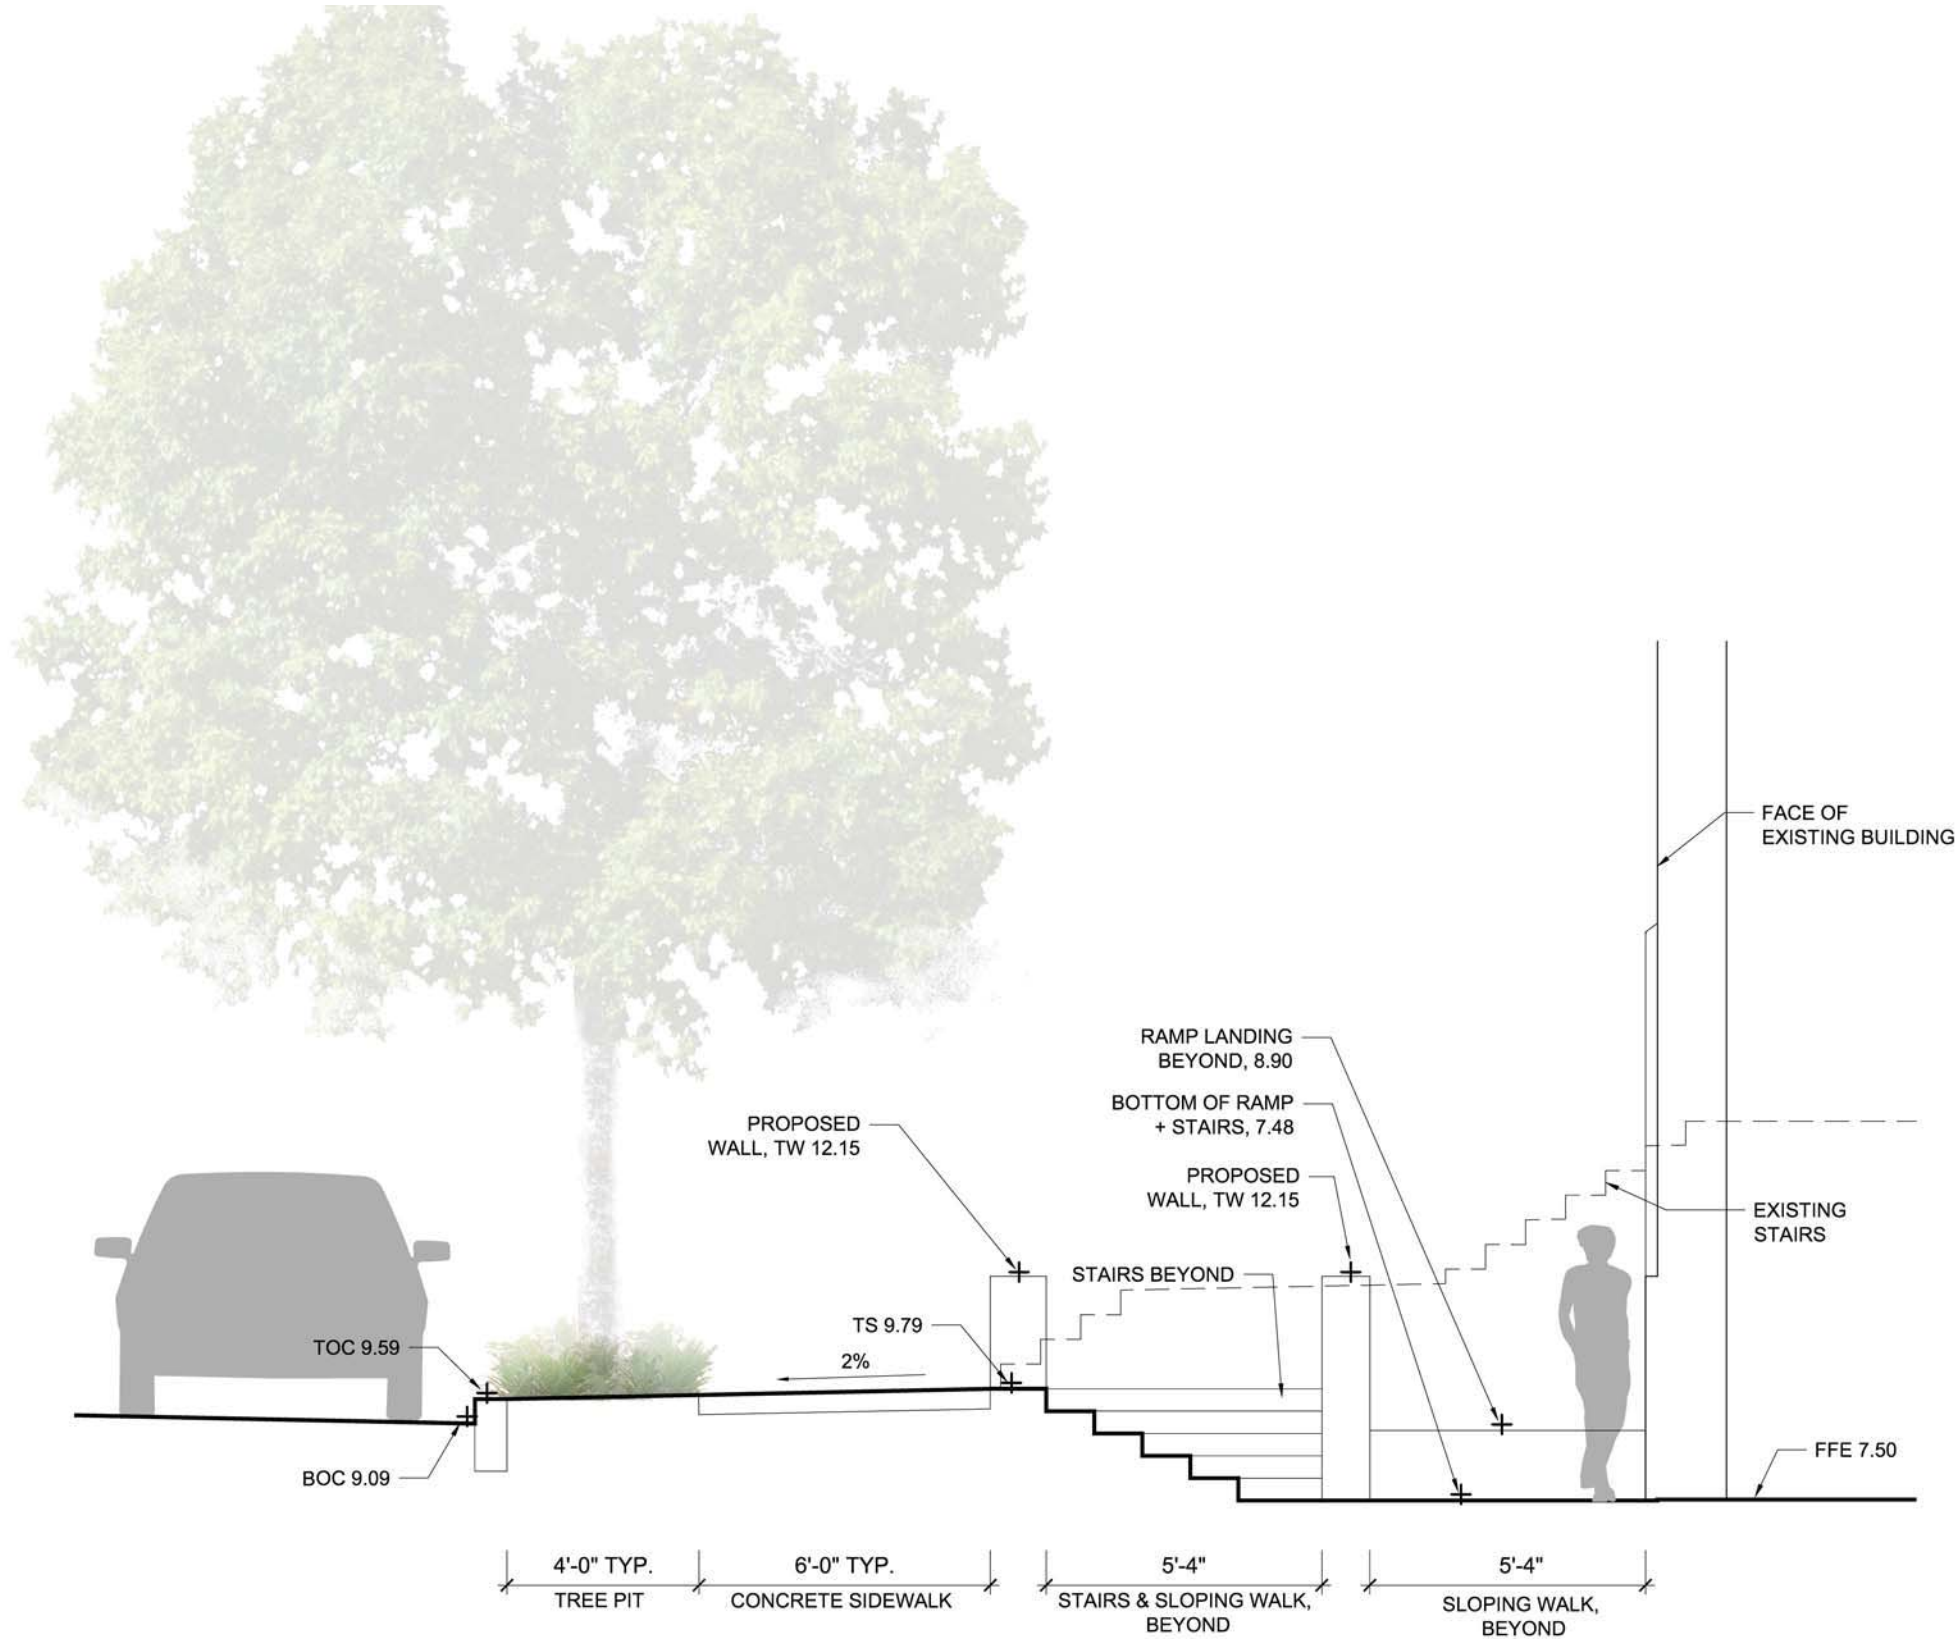 FACE OF
EXISTING BUILDING
RAMP LANDING
BEYOND, 8.90
BOTTOM OF RAMP
+ STAIRS, 7.48
PROPOSED
WALL, TW 12.15
PROPOSED
WALL, TW 12.15
EXISTING
STAIRS
STAIRS BEYOND
TS 9.79
TOC 9.59
2%
BOC 9.09
FFE 7.50
4'-0" TYP.
TREE PIT
6'-0" TYP.
CONCRETE SIDEWALK
5'-4"
STAIRS & SLOPING WALK,
BEYOND
5'-4"
SLOPING WALK,
BEYOND